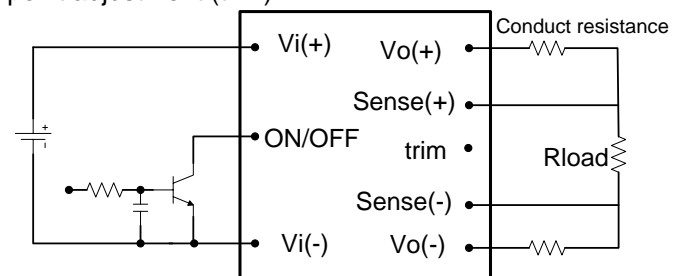 Conduct resistance
Vi(+)
Vo(+)
Sense(+)
ON/OFF
trim
Rload
Sense(-)
Vi(-)
Vo(-)
+
-